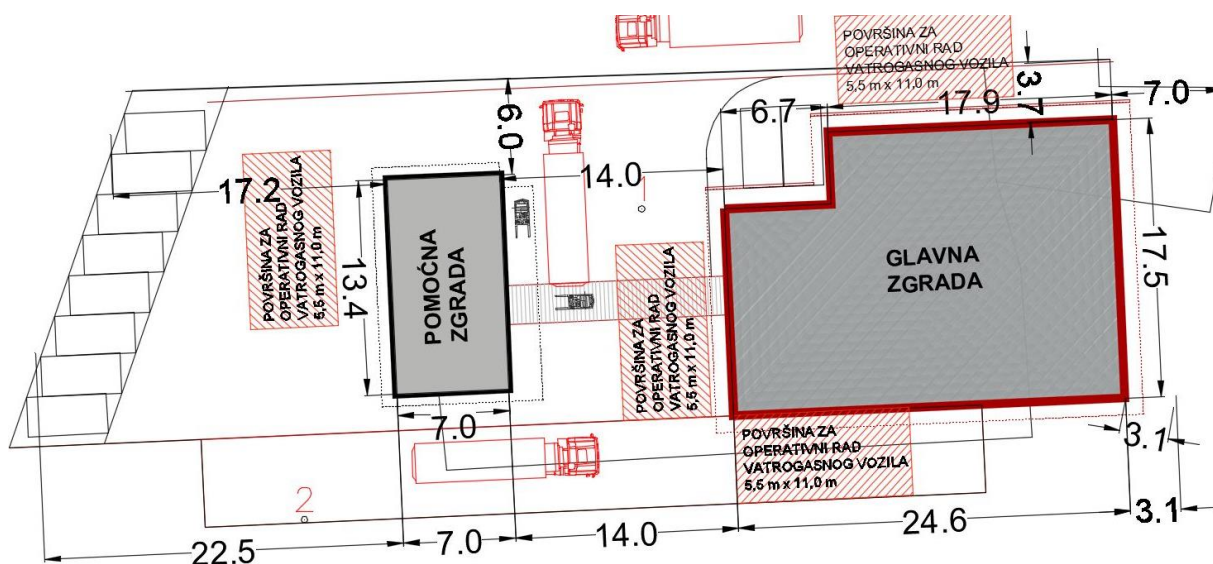 POVRŠINA ZA
OPERATIVNI RAD
VATROGASNOG VOZILA
5,5 m x 11,0 m
3.7
7.0
6.7
17.9
6.0
14.0
1
17.2
POVRŠINA ZA
OPERATIVNI RAD
VATROGASNOG VOZILA
5,5 m x 11,0 m
13.4
POMOĆNA
ZGRADA
7.0
POVRŠINA ZA
OPERATIVNI RAD
VATROGASNOG VOZILA
5,5 m x 11,0 m
GLAVNA
ZGRADA
17.5
3.1
POVRŠINA ZA
OPERATIVNI RAD
VATROGASNOG VOZILA
5,5 m x 11,0 m
2
22.5
7.0
14.0
24.6
3.1